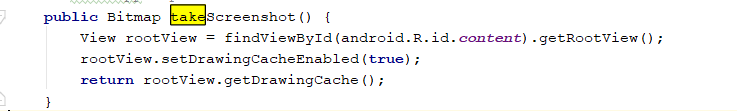 public Bitmap takeScreenshot() {
View rootView = findViewById(android.R.id.content).getRootView();
rootView.setDrawingCacheEnabled(true);
return rootView.getDrawingCache();
}